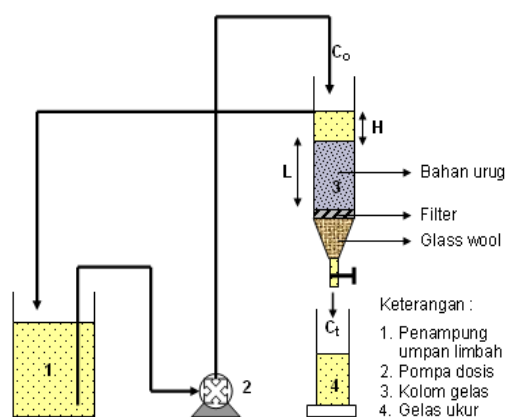 Co
H
L
3
Bahan urug
Filter
Glass wool
Ct
1
2
4
Keterangan :
1. Penampung
umpan limbah
2. Pompa dosis
3. Kolom gelas
4. Gelas ukur